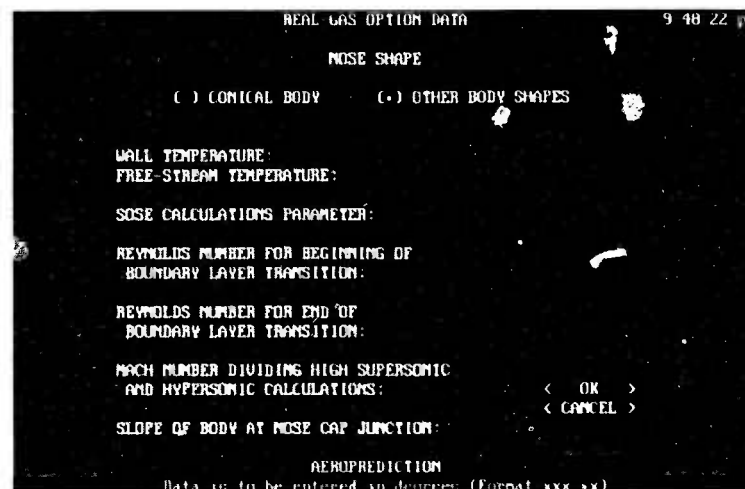 REAL-GAS OPTION DATA 9 48 22
NOSE SHAPE
( ) CONICAL BODY (•) OTHER BODY SHAPES
WALL TEMPERATURE:
FREE-STREAM TEMPERATURE:
SOSE CALCULATIONS PARAMETER:
REYNOLDS NUMBER FOR BEGINNING OF
BOUNDARY LAYER TRANSITION:
REYNOLDS NUMBER FOR END OF
BOUNDARY LAYER TRANSITION:
MACH NUMBER DIVIDING HIGH SUPERSONIC
AND HYPERSONIC CALCULATIONS:
< OK >
< CANCEL >
SLOPE OF BODY AT NOSE CAP JUNCTION:
AEROPREDICTION
Data is to be entered in degrees (Format xxx.xx)